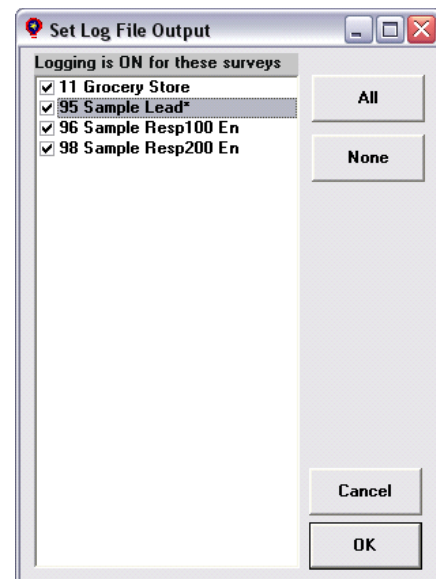 Set Log File Output
Logging is ON for these surveys
11 Grocery Store
95 Sample Lead*
96 Sample Resp100 En
98 Sample Resp200 En
All
None
Cancel
OK